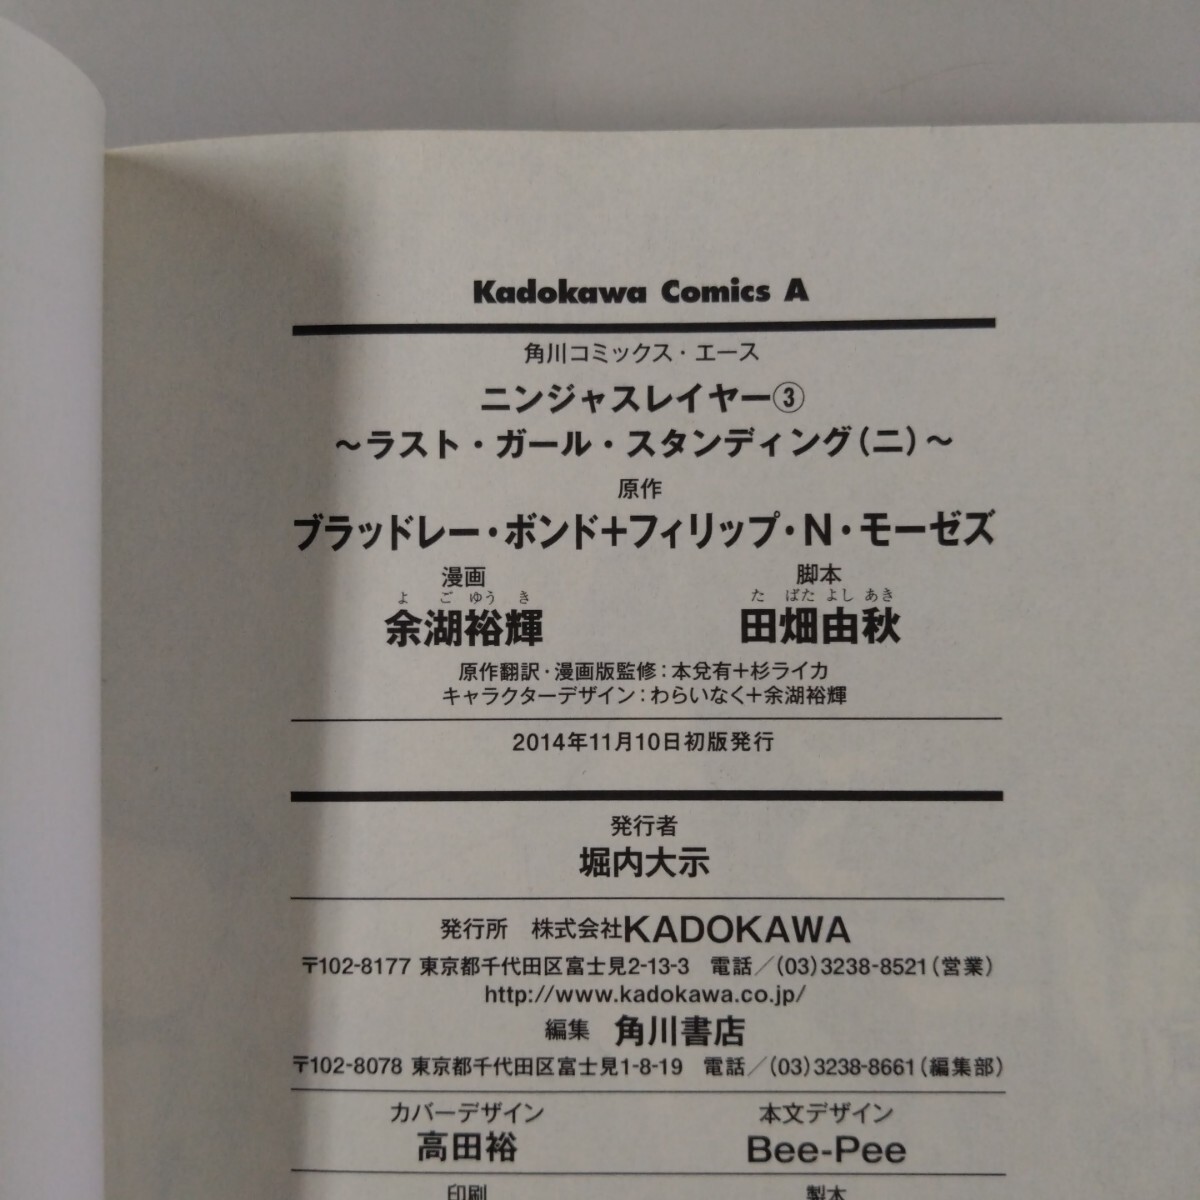 Kadokawa Comics A
角川コミックス・エース
ニンジャスレイヤー③
～ラスト・ガール・スタンディング（二）～
原作
ブラッドレー・ボンド＋フィリップ・N・モーゼズ
漫画 脚本
よ ご ゆう き た ばた よし あき
余湖裕輝 田畑由秋
原作翻訳・漫画版監修：本兌有＋杉ライカ
キャラクターデザイン：わらいなく＋余湖裕輝
2014年11月10日初版発行
発行者
堀内大示
発行所 株式会社KADOKAWA
〒102-8177 東京都千代田区富士見2-13-3 電話／(03)3238-8521（営業）
http://www.kadokawa.co.jp/
編集 角川書店
〒102-8078 東京都千代田区富士見1-8-19 電話／(03)3238-8661（編集部）
カバーデザイン 本文デザイン
高田裕 Bee-Pee
印刷 製本